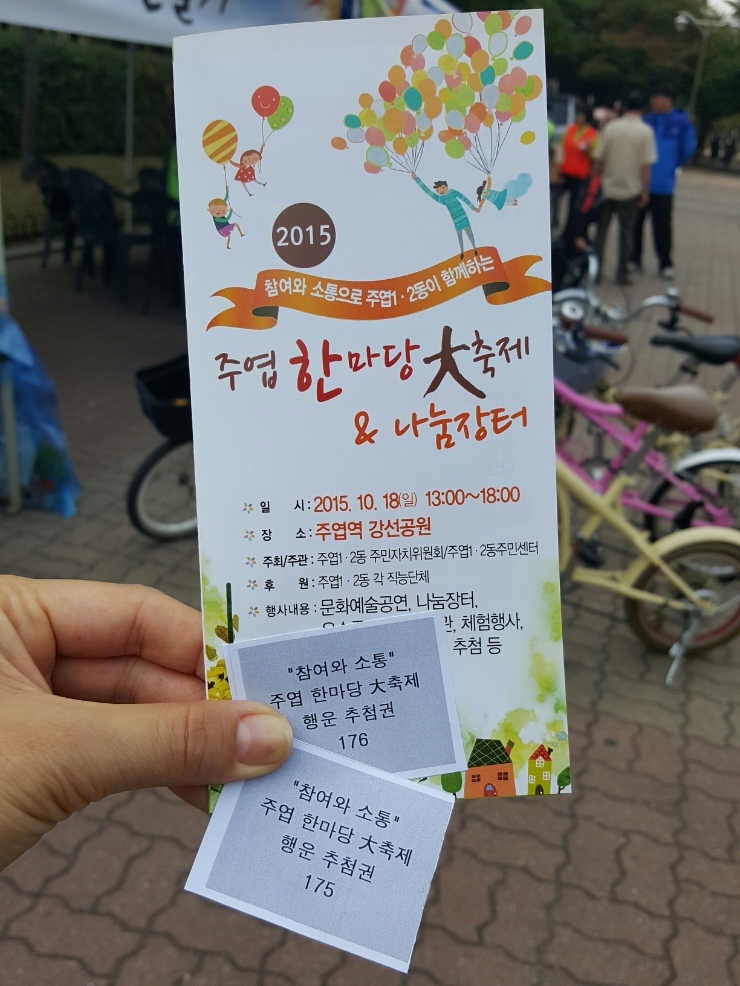 2015
참여와 소통으로 주엽1·2동이 함께하는
주엽 한마당 大축제
& 나눔장터
일 시 : 2015. 10. 18(일) 13:00~18:00
장 소 : 주엽역 강선공원
주최/주관 : 주엽1·2동 주민자치위원회/주엽1·2동주민센터
후 원 : 주엽1·2동 각 직능단체
행사내용 : 문화예술공연, 나눔장터,
체험행사,
추첨 등
"참여와 소통"
주엽 한마당 大축제
행운 추첨권
176
"참여와 소통"
주엽 한마당 大축제
행운 추첨권
175